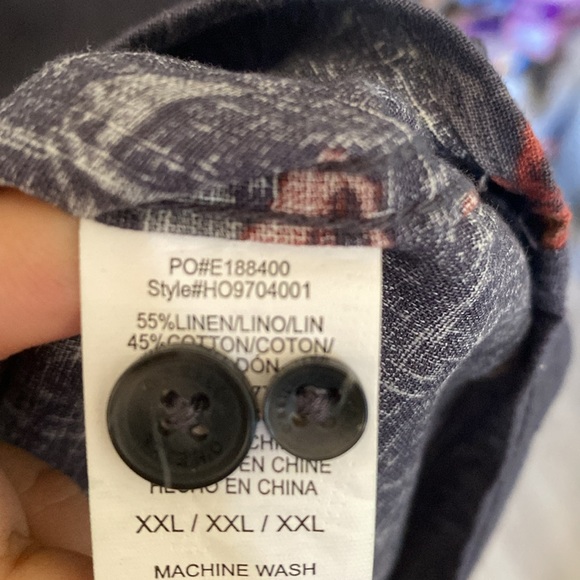 PO#E188400
Style#HO9704001
55%LINEN/LINO/LIN
45%COTTON/COTON/
EN CHINE
HECHO EN CHINA
XXL / XXL / XXL
MACHINE WASH